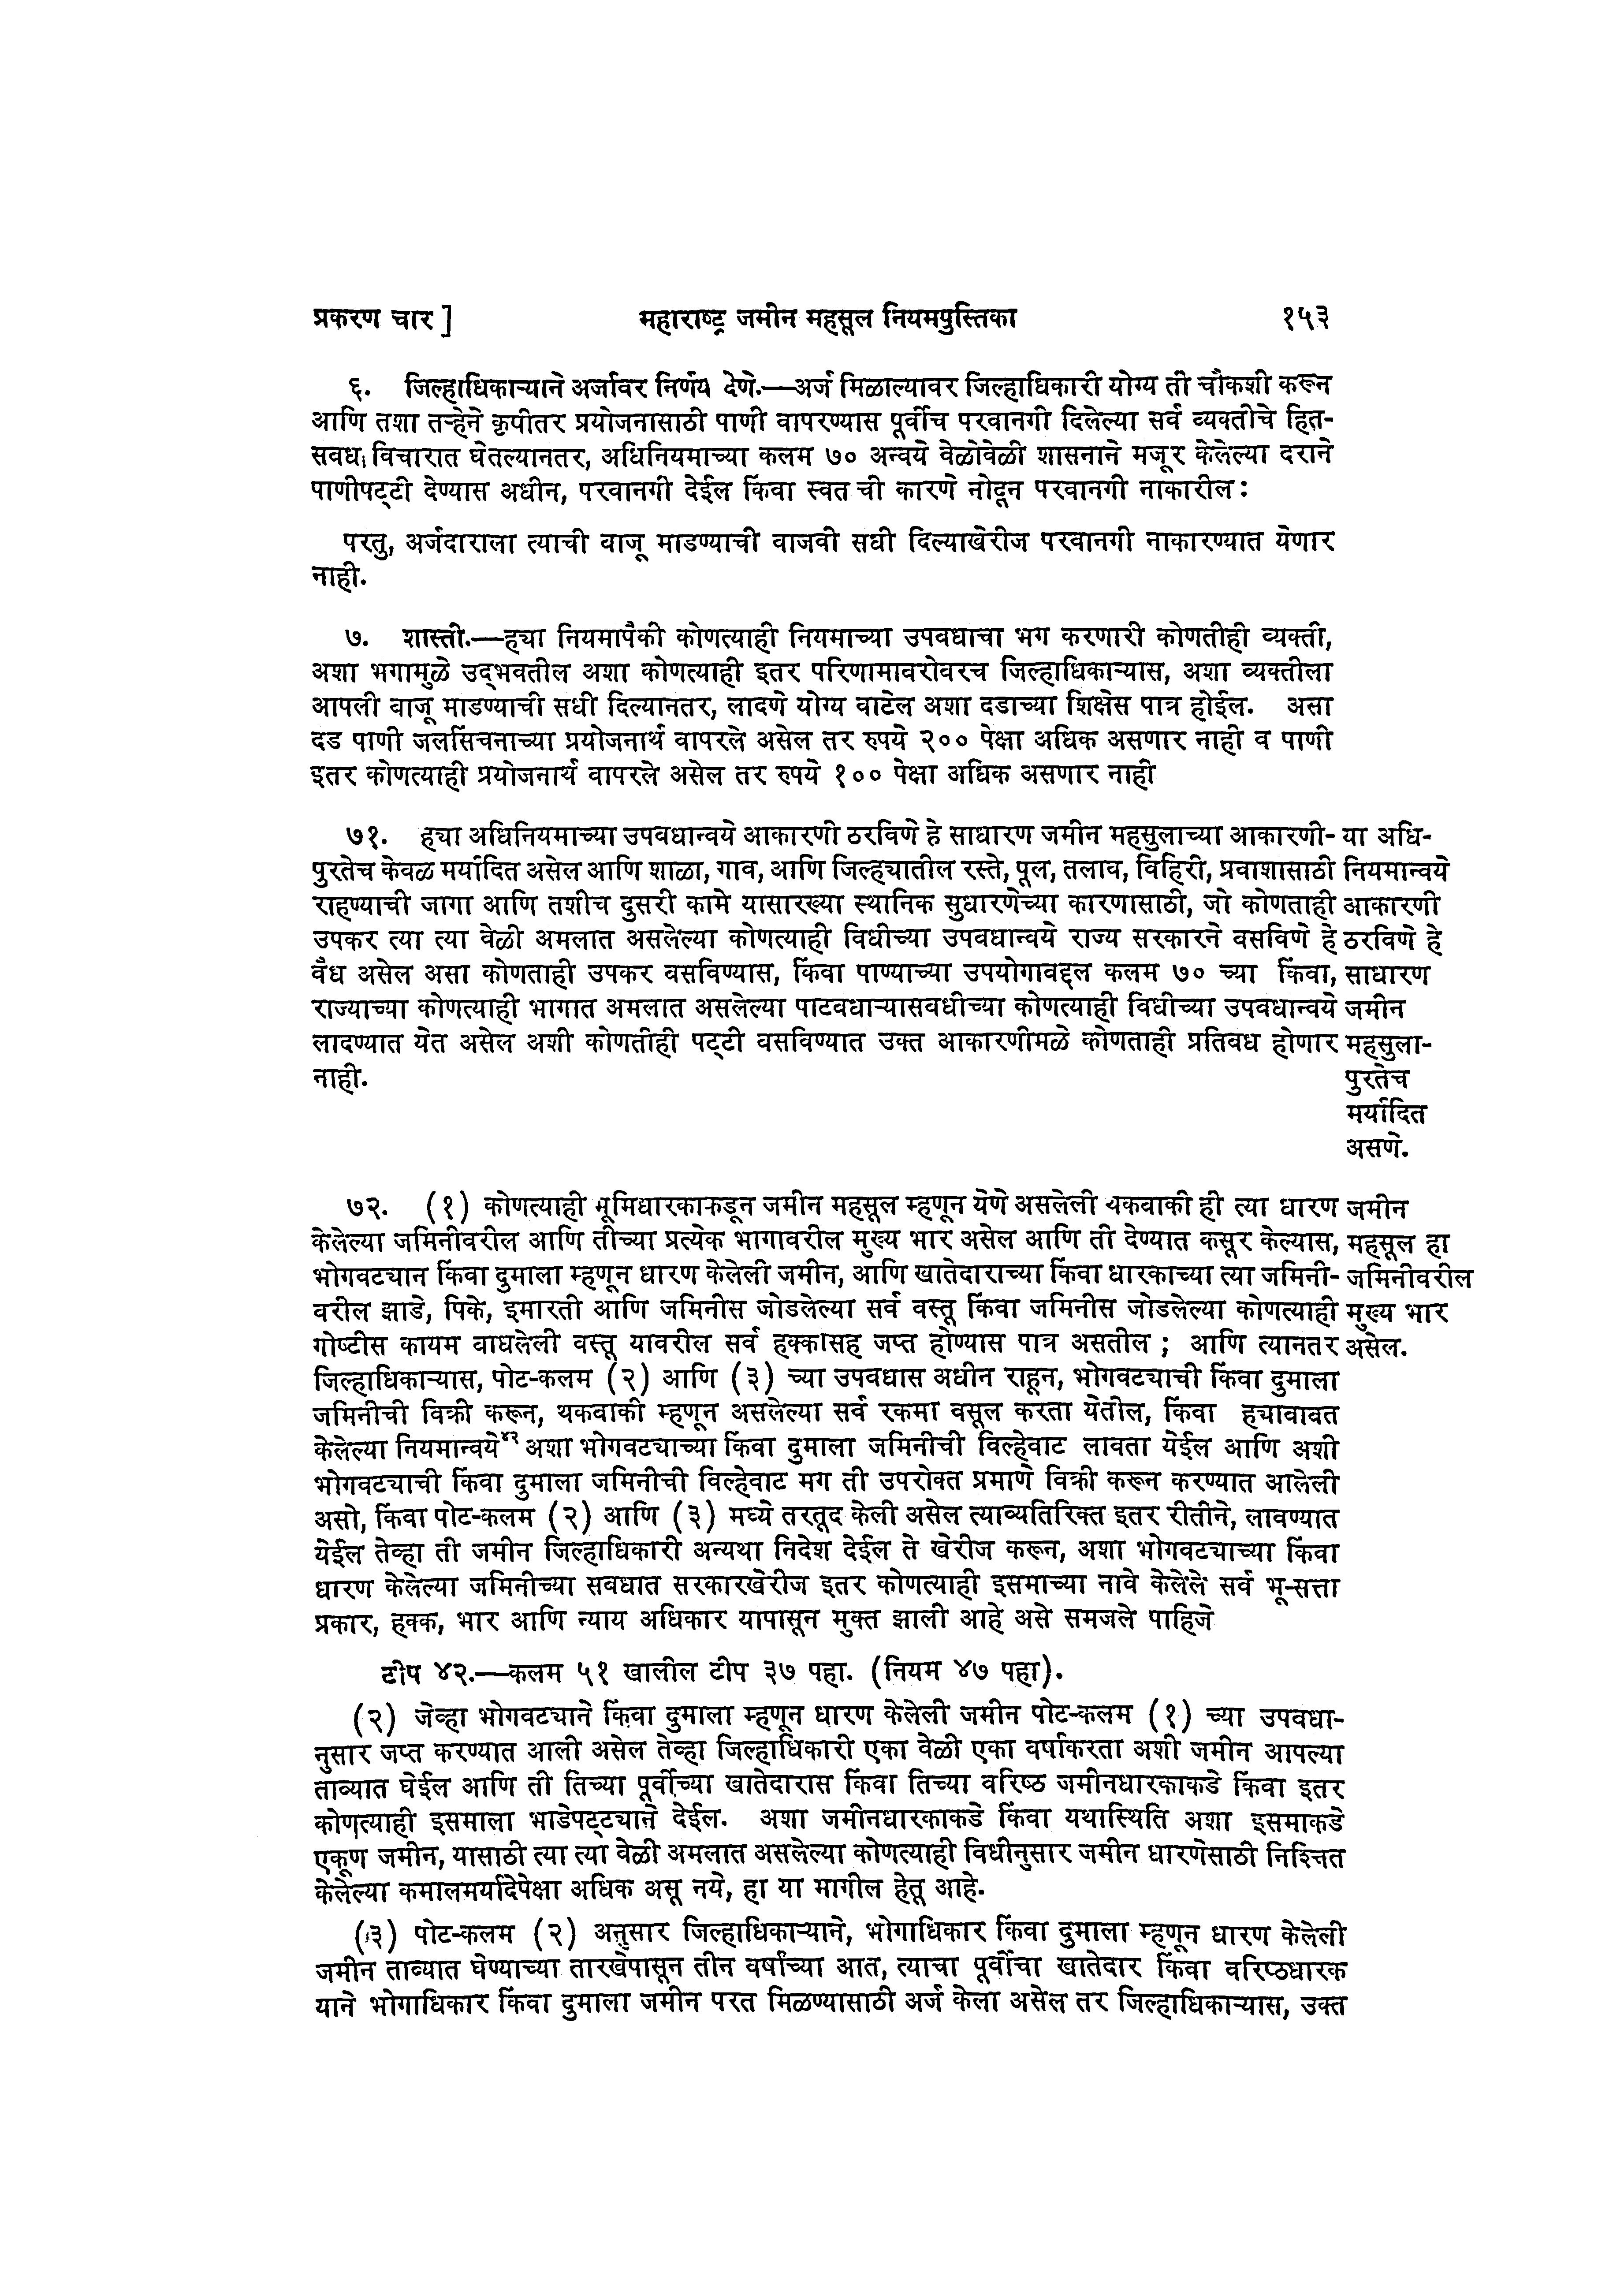 प्रकरण चार]
महाराष्ट्र जमीन महसूल नियमपुस्तिका
१५३
६. जिल्हाधिकाऱ्याने अर्जावर निर्णय देणे.—अर्ज मिळाल्यावर जिल्हाधिकारी योग्य ती चौकशी करून
आणि तशा तऱ्हेने कृषीतर प्रयोजनासाठी पाणी वापरण्यास पूर्वीच परवानगी दिलेल्या सर्व व्यक्तीचे हित-
सवध विचारात घेतल्यानतर, अधिनियमाच्या कलम ७० अन्वये वेळोवेळी शासनाने मजूर केलेल्या दराने
पाणीपट्टी देण्यास अधीन, परवानगी देईल किंवा स्वत ची कारणे नोदून परवानगी नाकारील :
परतु, अर्जदाराला त्याची बाजू माडण्याची वाजवी सधी दिल्याखेरीज परवानगी नाकारण्यात येणार
नाही.
७. शास्ती.—ह्या नियमापैकी कोणत्याही नियमाच्या उपवधाचा भग करणारी कोणतीही व्यक्ती,
अशा भगामुळे उद्‌भवतील अशा कोणत्याही इतर परिणामाबरोबरच जिल्हाधिकाऱ्यास, अशा व्यक्तीला
आपली बाजू माडण्याची सधी दिल्यानतर, लादणे योग्य वाटेल अशा दडाच्या शिक्षेस पात्र होईल. असा
दड पाणी जलसिंचनाच्या प्रयोजनार्थ वापरले असेल तर रुपये २०० पेक्षा अधिक असणार नाही व पाणी
इतर कोणत्याही प्रयोजनार्थ वापरले असेल तर रुपये १०० पेक्षा अधिक असणार नाही
७१. ह्या अधिनियमाच्या उपवधान्वये आकारणी ठरविणे हे साधारण जमीन महसुलाच्या आकारणी-
पुरतेच केवळ मर्यादित असेल आणि शाळा, गाव, आणि जिल्ह्यातील रस्ते, पूल, तलाव, विहिरी, प्रवाशासाठी
राहण्याची जागा आणि तशीच दुसरी कामे यासारख्या स्थानिक सुधारणेच्या कारणासाठी, जो कोणताही
उपकर त्या त्या वेळी अमलात असलेल्या कोणत्याही विधीच्या उपवधान्वये राज्य सरकारने वसविणे हे
वैध असेल असा कोणताही उपकर बसविण्यास, किंवा पाण्याच्या उपयोगाबद्दल कलम ७० च्या किंवा,
राज्याच्या कोणत्याही भागात अमलात असलेल्या पाटवधाऱ्यासवधीच्या कोणत्याही विधीच्या उपवधान्वये
लादण्यात येत असेल अशी कोणतीही पट्टी वसविण्यात उक्त आकारणीमळे कोणताही प्रतिवध होणार
नाही.
या अधि-
नियमान्वये
आकारणी
ठरविणे हे
साधारण
जमीन
महसुला-
पुरतेच
मर्यादित
असणे.
७२. (१) कोणत्याही भूमिधारकाकडून जमीन महसूल म्हणून येणे असलेली थकवाकी ही त्या धारण
केलेल्या जमिनीवरील आणि तीच्या प्रत्येक भागावरील मुख्य भार असेल आणि ती देण्यात कसूर केल्यास,
भोगवट्यान किंवा दुमाला म्हणून धारण केलेली जमीन, आणि खातेदाराच्या किंवा धारकाच्या त्या जमिनी-
वरील झाडे, पिके, इमारती आणि जमिनीस जोडलेल्या सर्व वस्तू किंवा जमिनीस जोडलेल्या कोणत्याही
गोष्टीस कायम बाधलेली वस्तू यावरील सर्व हक्कासह जप्त होण्यास पात्र असतील ; आणि त्यानतर
जिल्हाधिकाऱ्यास, पोट-कलम (२) आणि (३) च्या उपवधास अधीन राहून, भोगवट्याची किंवा दुमाला
जमिनीची विक्री करून, थकवाकी म्हणून असलेल्या सर्व रकमा वसूल करता येतील, किंवा ह्याबाबत
केलेल्या नियमान्वये४२ अशा भोगवट्याच्या किंवा दुमाला जमिनीची विल्हेवाट लावता येईल आणि अशी
भोगवट्याची किंवा दुमाला जमिनीची विल्हेवाट मग ती उपरोक्त प्रमाणे विक्री करून करण्यात आलेली
असो, किंवा पोट-कलम (२) आणि (३) मध्ये तरतूद केली असेल त्याव्यतिरिक्त इतर रीतीने, लावण्यात
येईल तेव्हा ती जमीन जिल्हाधिकारी अन्यथा निदेश देईल ते खेरीज करून, अशा भोगवट्याच्या किंवा
धारण केलेल्या जमिनीच्या सवधात सरकारखेरीज इतर कोणत्याही इसमाच्या नावे केलेले सर्व भू-सत्ता
प्रकार, हक्क, भार आणि न्याय अधिकार यापासून मुक्त झाली आहे असे समजले पाहिजे
जमीन
महसूल हा
जमिनीवरील
मुख्य भार
असेल.
टीप ४२.—कलम ५१ खालील टीप ३७ पहा. (नियम ४७ पहा).
(२) जेव्हा भोगवट्याने किंवा दुमाला म्हणून धारण केलेली जमीन पोट-कलम (१) च्या उपवधा-
नुसार जप्त करण्यात आली असेल तेव्हा जिल्हाधिकारी एका वेळी एका वर्षाकरता अशी जमीन आपल्या
ताव्यात घेईल आणि ती तिच्या पूर्वीच्या खातेदारास किंवा तिच्या वरिष्ठ जमीनधारकाकडे किंवा इतर
कोणत्याही इसमाला भाडेपट्ट्याने देईल. अशा जमीनधारकाकडे किंवा यथास्थिति अशा इसमाकडे
एकूण जमीन, यासाठी त्या त्या वेळी अमलात असलेल्या कोणत्याही विधीनुसार जमीन धारणेसाठी निश्चित
केलेल्या कमालमर्यादेपेक्षा अधिक असू नये, हा या मागील हेतू आहे.
(३) पोट-कलम (२) अनुसार जिल्हाधिकाऱ्याने, भोगाधिकार किंवा दुमाला म्हणून धारण केलेली
जमीन ताव्यात घेण्याच्या तारखेपासून तीन वर्षांच्या आत, त्याचा पूर्वीचा खातेदार किंवा वरिष्ठधारक
याने भोगाधिकार किंवा दुमाला जमीन परत मिळण्यासाठी अर्ज केला असेल तर जिल्हाधिकाऱ्यास, उक्त